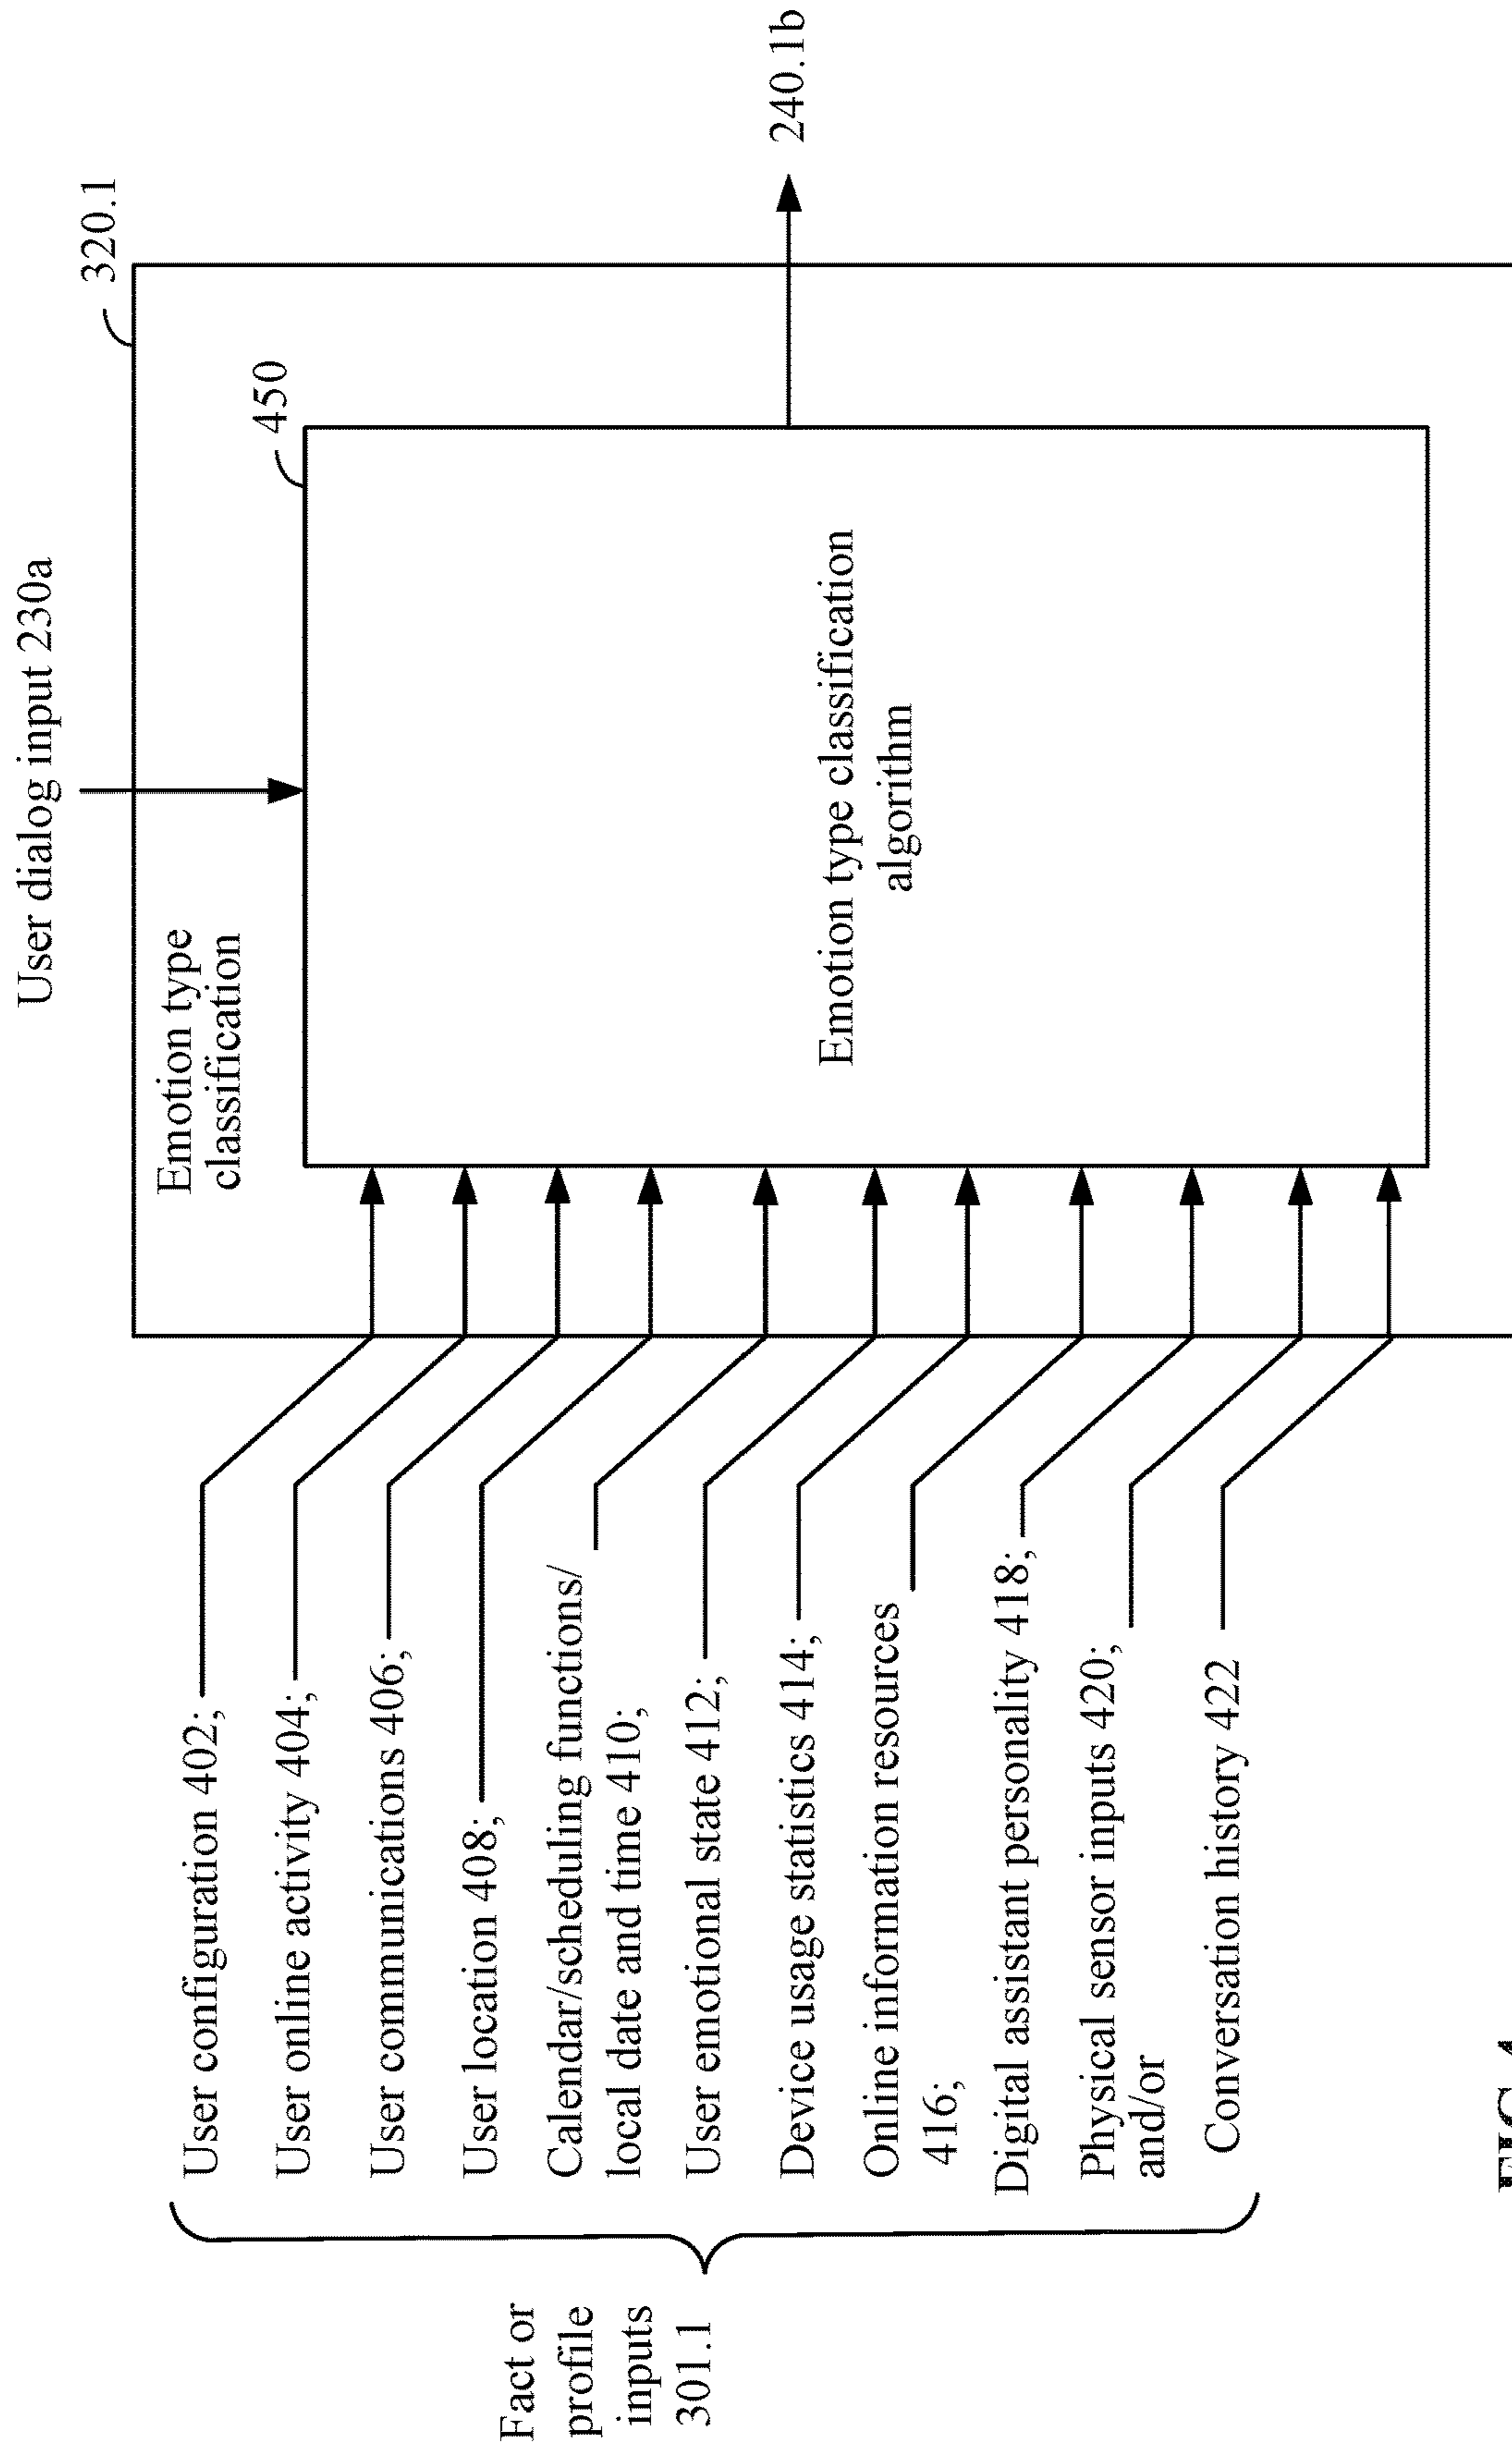 User dialog input 230a
320.1
Emotion type
classification
450
Emotion type classification
algorithm
240.1b
Fact or
profile
inputs
301.1
User configuration 402;
User online activity 404;
User communications 406;
User location 408;
Calendar/scheduling functions/
local date and time 410;
User emotional state 412;
Device usage statistics 414;
Online information resources
416;
Digital assistant personality 418;
Physical sensor inputs 420;
and/or
Conversation history 422
FIG 4